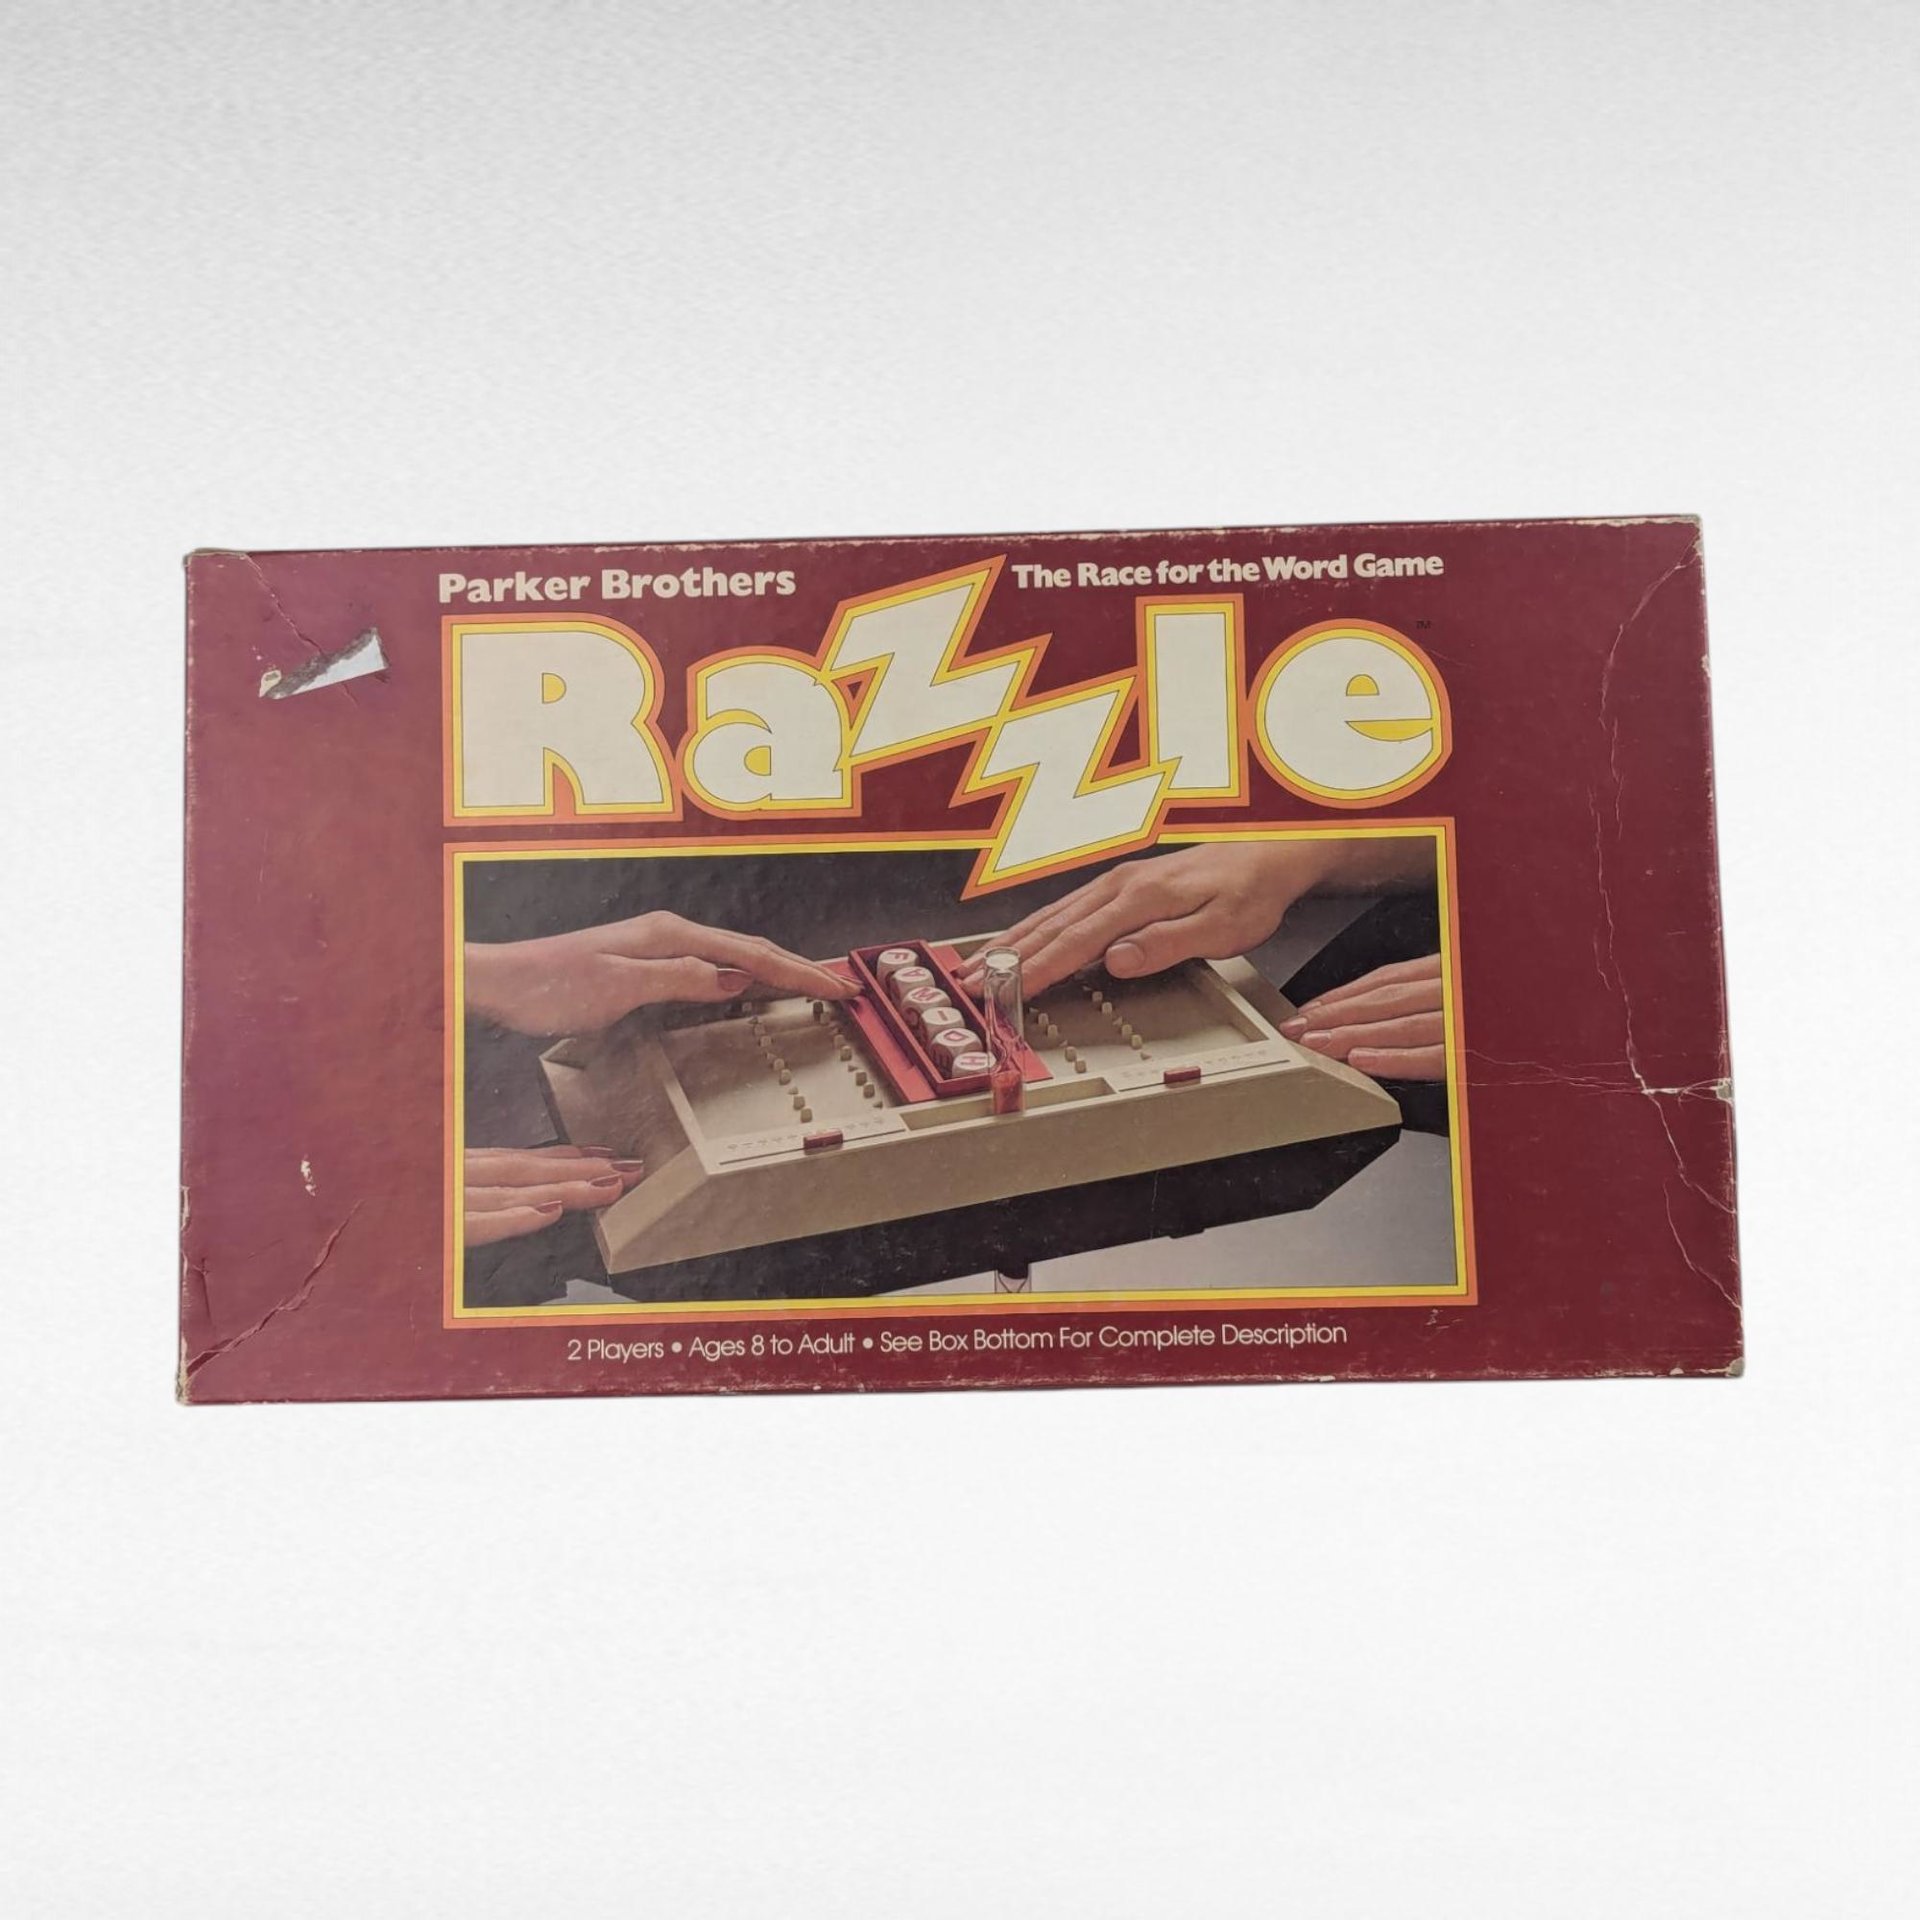 Parker Brothers
The Race for the Word Game
Razzle
TM
F
A
W
I
O
H
2 Players • Ages 8 to Adult • See Box Bottom For Complete Description